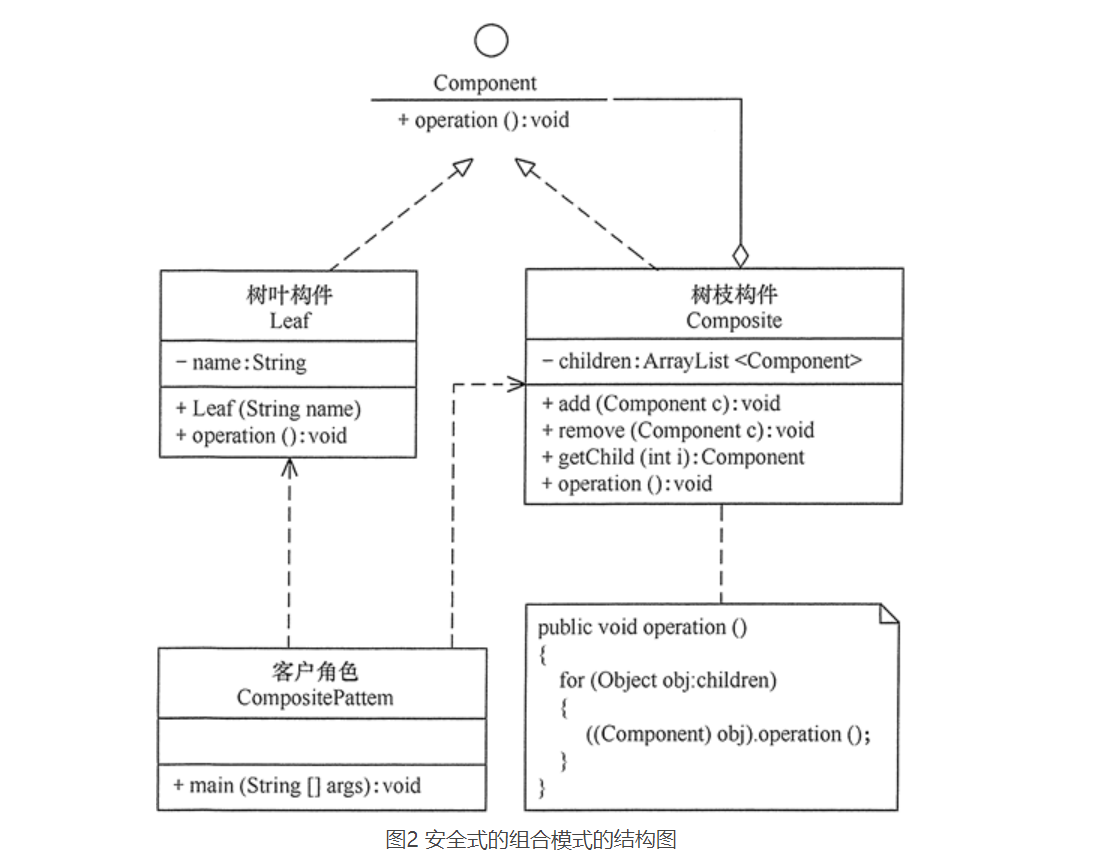 Component
+ operation ():void
树叶构件
Leaf
- name:String
+ Leaf (String name)
+ operation ():void
树枝构件
Composite
- children:ArrayList <Component>
+ add (Component c):void
+ remove (Component c):void
+ getChild (int i):Component
+ operation ():void
客户角色
CompositePattem
+ main (String [] args):void
public void operation ()
{
for (Object obj:children)
{
((Component) obj).operation ();
}
}
图2 安全式的组合模式的结构图